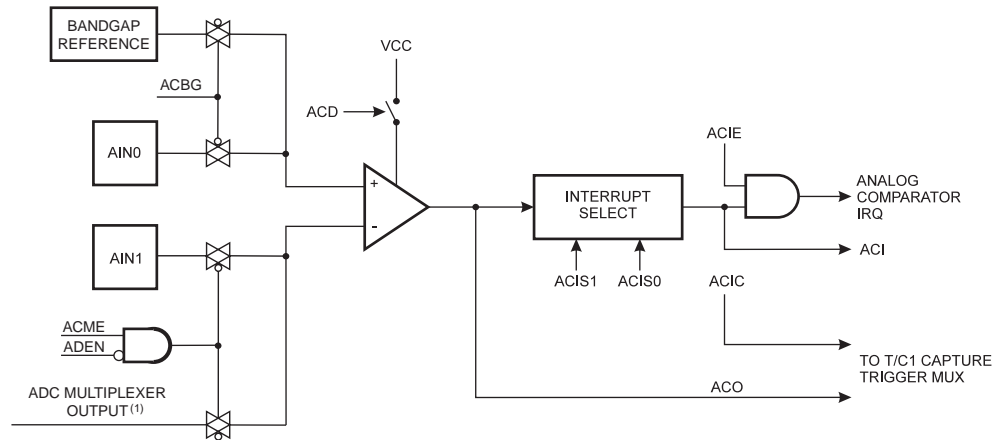 BANDGAP
REFERENCE
ACBG
AIN0
AIN1
ACME
ADEN
ADC MULTIPLEXER
OUTPUT (1)
VCC
ACD
+
-
INTERRUPT
SELECT
ACIS1
ACIS0
ACIE
ANALOG
COMPARATOR
IRQ
ACI
ACIC
TO T/C1 CAPTURE
TRIGGER MUX
ACO